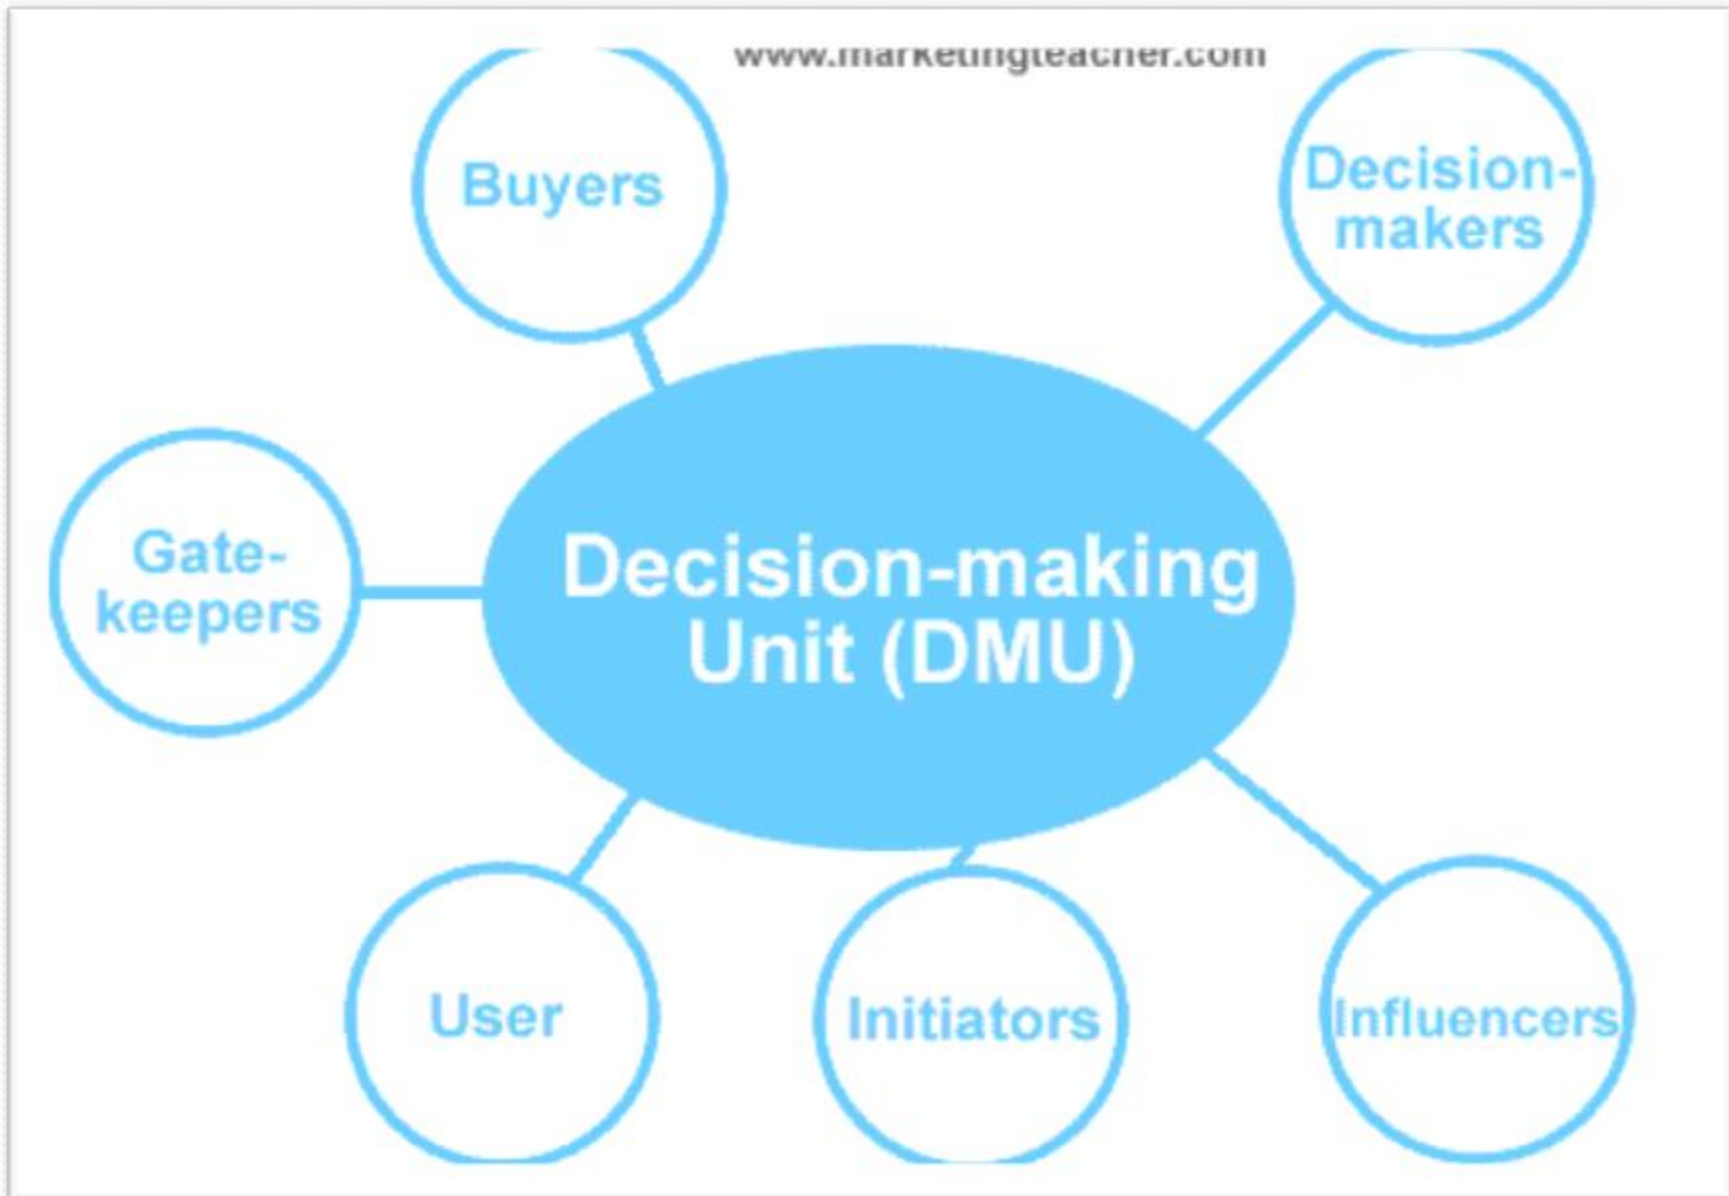 www.marketingteacher.com
Buyers
Decision-
makers
Gate-
keepers
Decision-making
Unit (DMU)
User
Initiators
Influencers